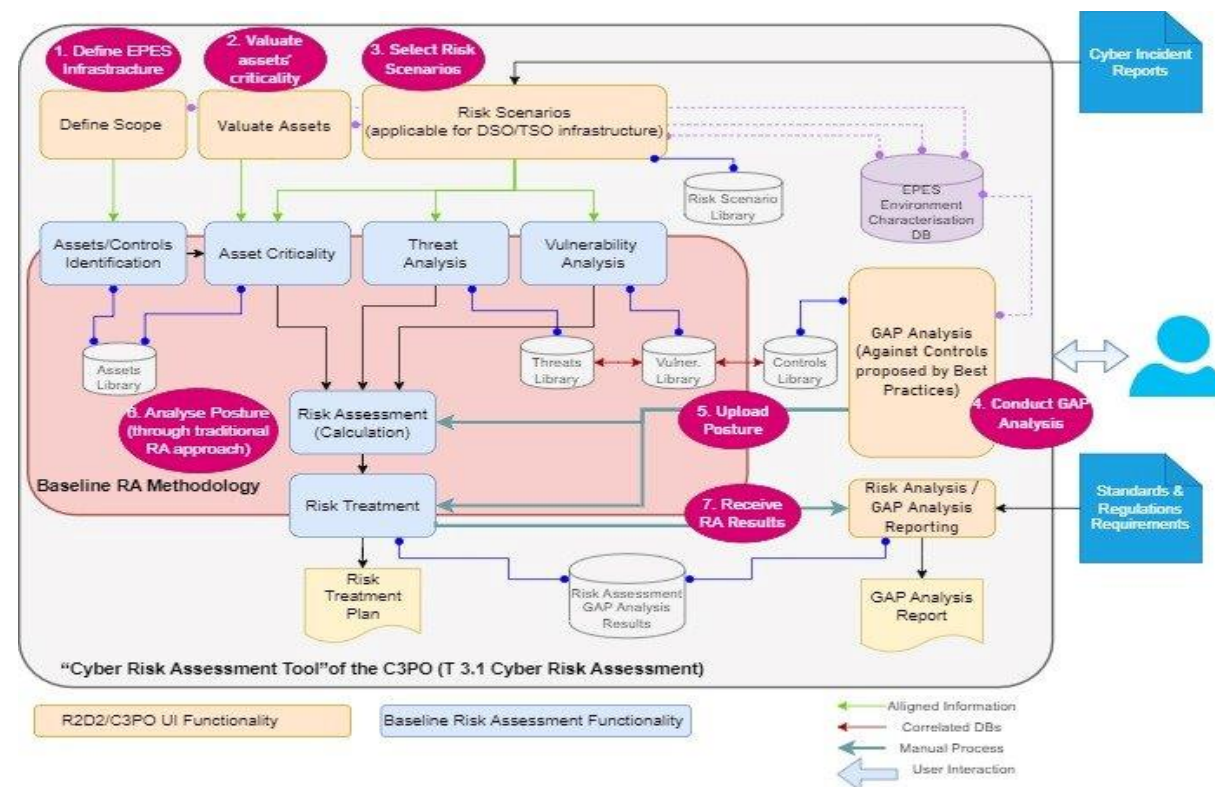 1. Define EPES
Infrastracture
2. Valuate
assets'
criticality
3. Select Risk
Scenarios
Cyber Incident
Reports
Define Scope
Valuate Assets
Risk Scenarios
(applicable for DSO/TSO infrastructure)
Risk Scenario
Library
EPES
Environment
Characterisation
DB
Assets/Controls
Identification
Asset Criticality
Threat
Analysis
Vulnerability
Analysis
GAP Analysis
(Against Controls
proposed by Best
Practices)
Assets
Library
Threats
Library
Vulner.
Library
Controls
Library
6. Analyse Posture
(through traditional
RA approach)
Risk Assessment
(Calculation)
5. Upload
Posture
4. Conduct GAP
Analysis
Baseline RA Methodology
Risk Treatment
7. Receive
RA Results
Risk Analysis /
GAP Analysis
Reporting
Standards &
Regulations
Requirements
Risk
Treatment
Plan
Risk Assessment
GAP Analysis
Results
GAP Analysis
Report
“Cyber Risk Assessment Tool”of the C3PO (T 3.1 Cyber Risk Assessment)
R2D2/C3PO UI Functionality
Baseline Risk Assessment Functionality
Alligned Information
Correlated DBs
Manual Process
User Interaction